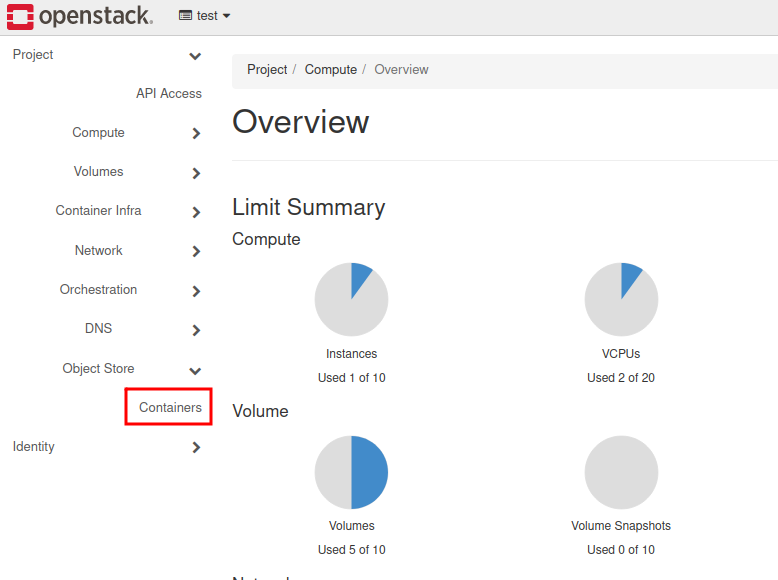 openstack.
test
Project
API Access
Compute
Volumes
Container Infra
Network
Orchestration
DNS
Object Store
Containers
Identity
Project / Compute / Overview
Overview
Limit Summary
Compute
Instances
Used 1 of 10
VCPUs
Used 2 of 20
Volume
Volumes
Used 5 of 10
Volume Snapshots
Used 0 of 10